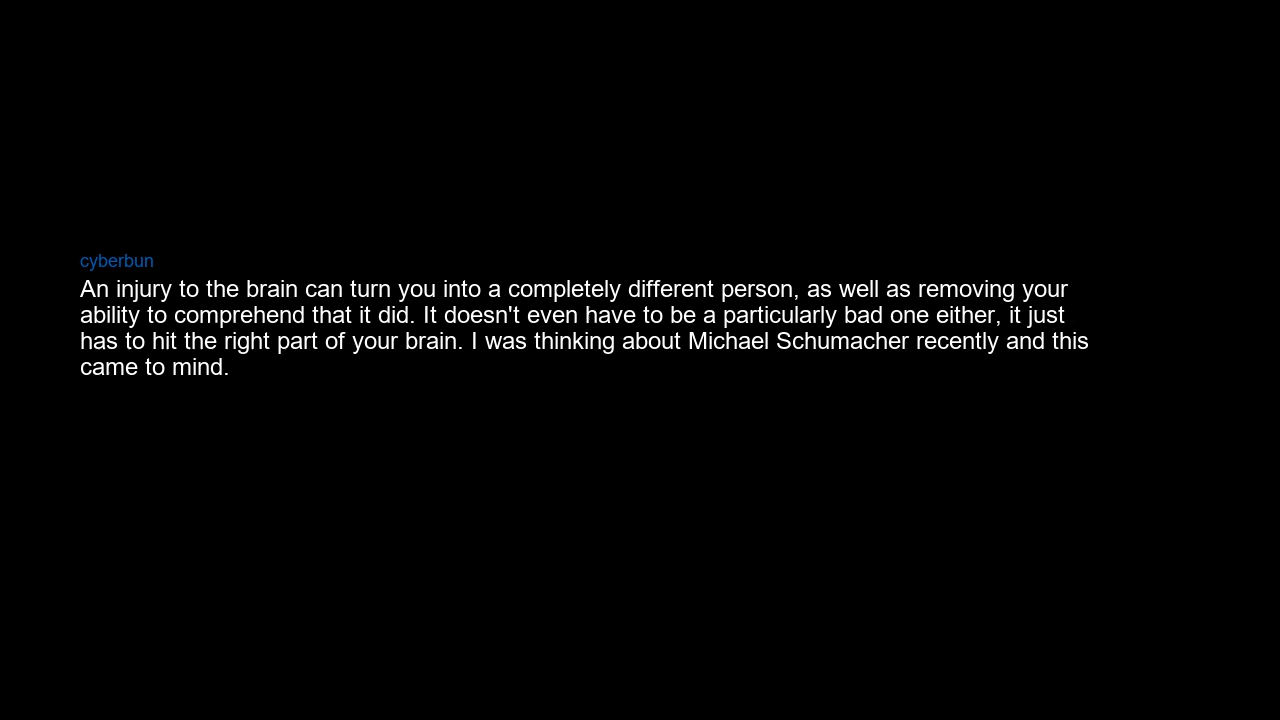 cyberbun
An injury to the brain can turn you into a completely different person, as well as removing your
ability to comprehend that it did. It doesn't even have to be a particularly bad one either, it just
has to hit the right part of your brain. I was thinking about Michael Schumacher recently and this
came to mind.